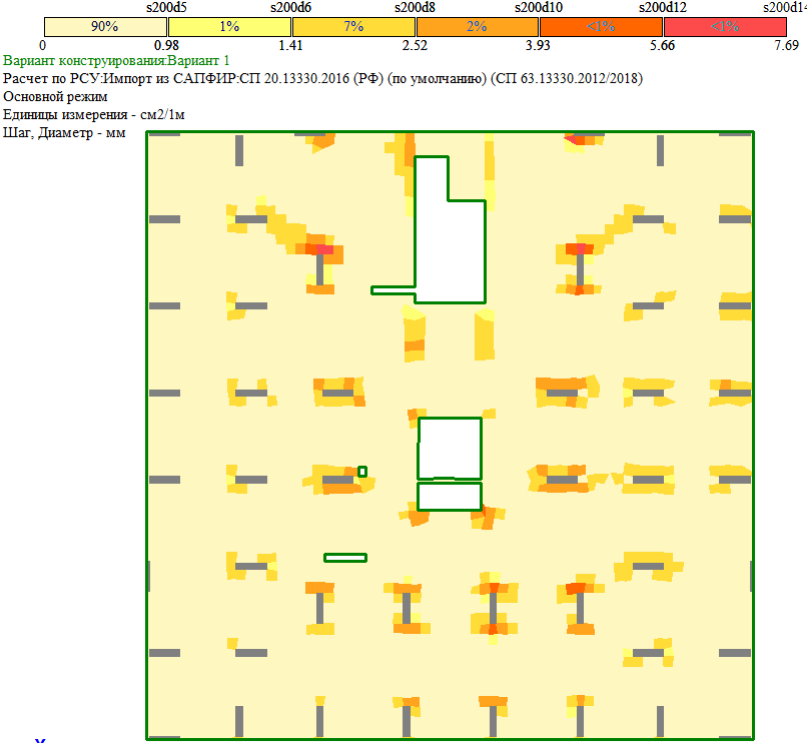 s200d5 s200d6 s200d8 s200d10 s200d12 s200d14
90% 1% 7% 2% <1% <1%
0 0.98 1.41 2.52 3.93 5.66 7.69
Вариант конструирования:Вариант 1
Расчет по РСУ:Импорт из САПФИР:СП 20.13330.2016 (РФ) (по умолчанию) (СП 63.13330.2012/2018)
Основной режим
Единицы измерения - см2/1м
Шаг, Диаметр - мм